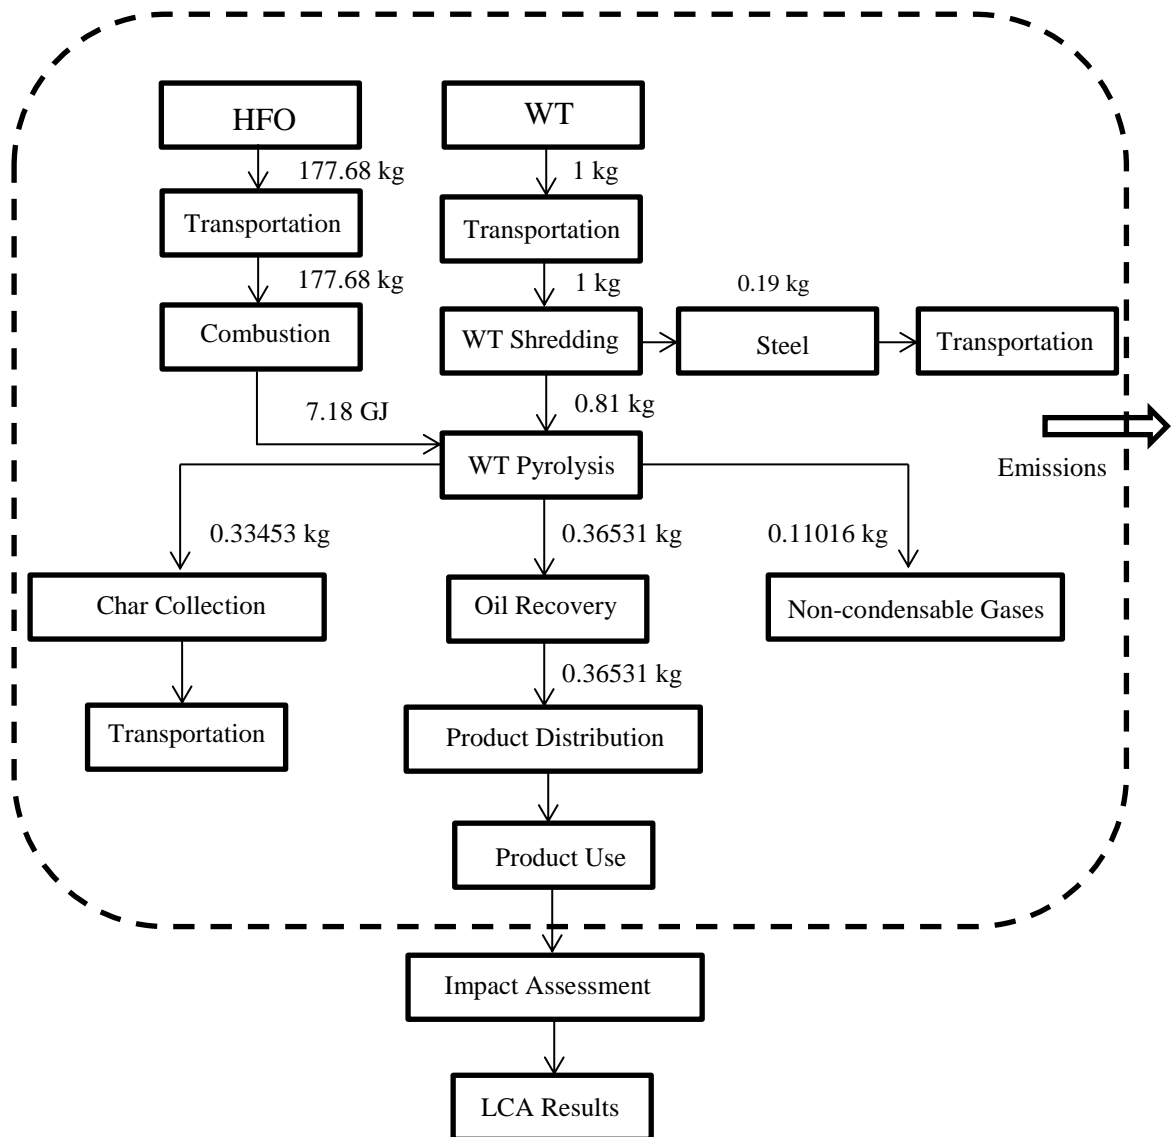 HFO
WT
177.68 kg
1 kg
Transportation
Transportation
177.68 kg
1 kg
0.19 kg
Combustion
WT Shredding
Steel
Transportation
7.18 GJ
0.81 kg
WT Pyrolysis
Emissions
0.33453 kg
0.36531 kg
0.11016 kg
Char Collection
Oil Recovery
Non-condensable Gases
0.36531 kg
Transportation
Product Distribution
Product Use
Impact Assessment
LCA Results